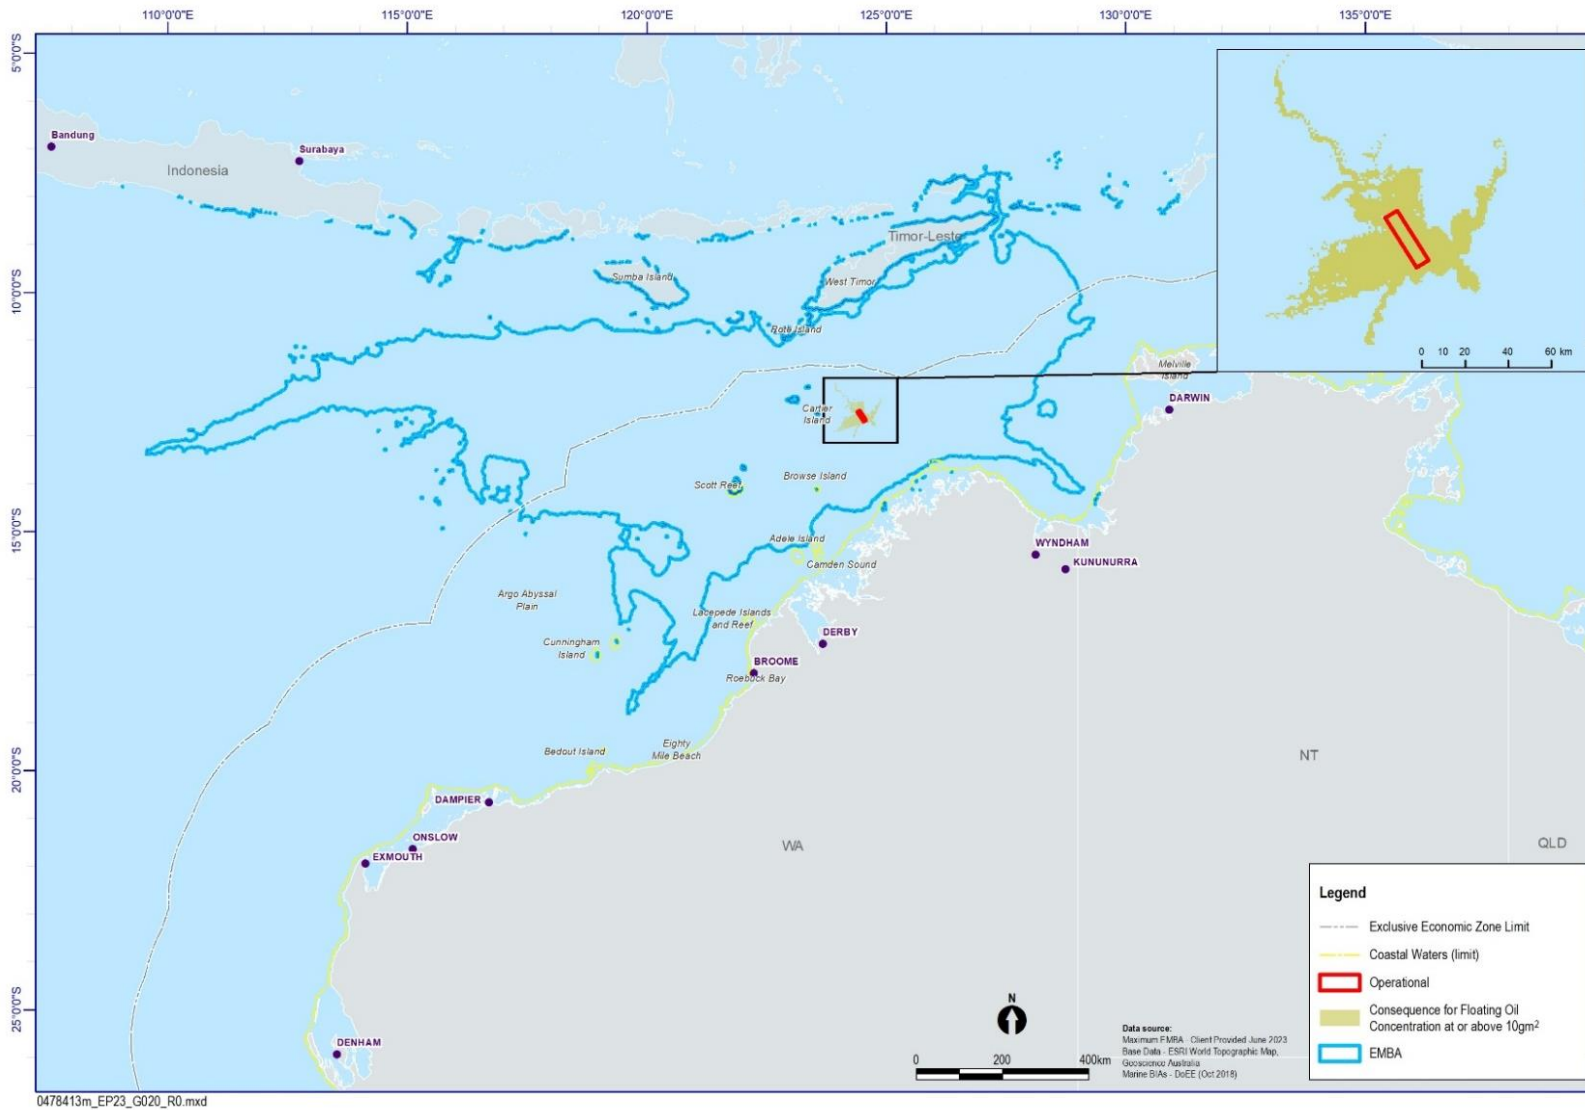 110°0'0"E
115°0'0"E
120°0'0"E
125°0'0"E
130°0'0"E
135°0'0"E
5°0'0"S
10°0'0"S
15°0'0"S
20°0'0"S
25°0'0"S
Bandung
Surabaya
Indonesia
Timor-Leste
Sumba Island
West Timor
Rote Island
0 10 20 40 60 km
Melville
Island
DARWIN
Cartier
Island
Browse Island
Scott Reef
Adele Island
Camden Sound
WYNDHAM
KUNUNURRA
Argo Abyssal
Plain
Lacepede Islands
and Reef
Cunningham
Island
DERBY
BROOME
Roebuck Bay
Bedout Island
Eighty
Mile Beach
NT
DAMPIER
ONSLOW
EXMOUTH
WA
QLD
DENHAM
Legend
Exclusive Economic Zone Limit
Coastal Waters (limit)
Operational
Consequence for Floating Oil
Concentration at or above 10gm²
EMBA
N
0 200 400km
Data source:
Maximum EMBA - Client Provided June 2023
Base Data - ESRI World Topographic Map,
Geoscience Australia
Marine BIAs - DoEE (Oct 2018)
0478413m_EP23_G020_R0.mxd